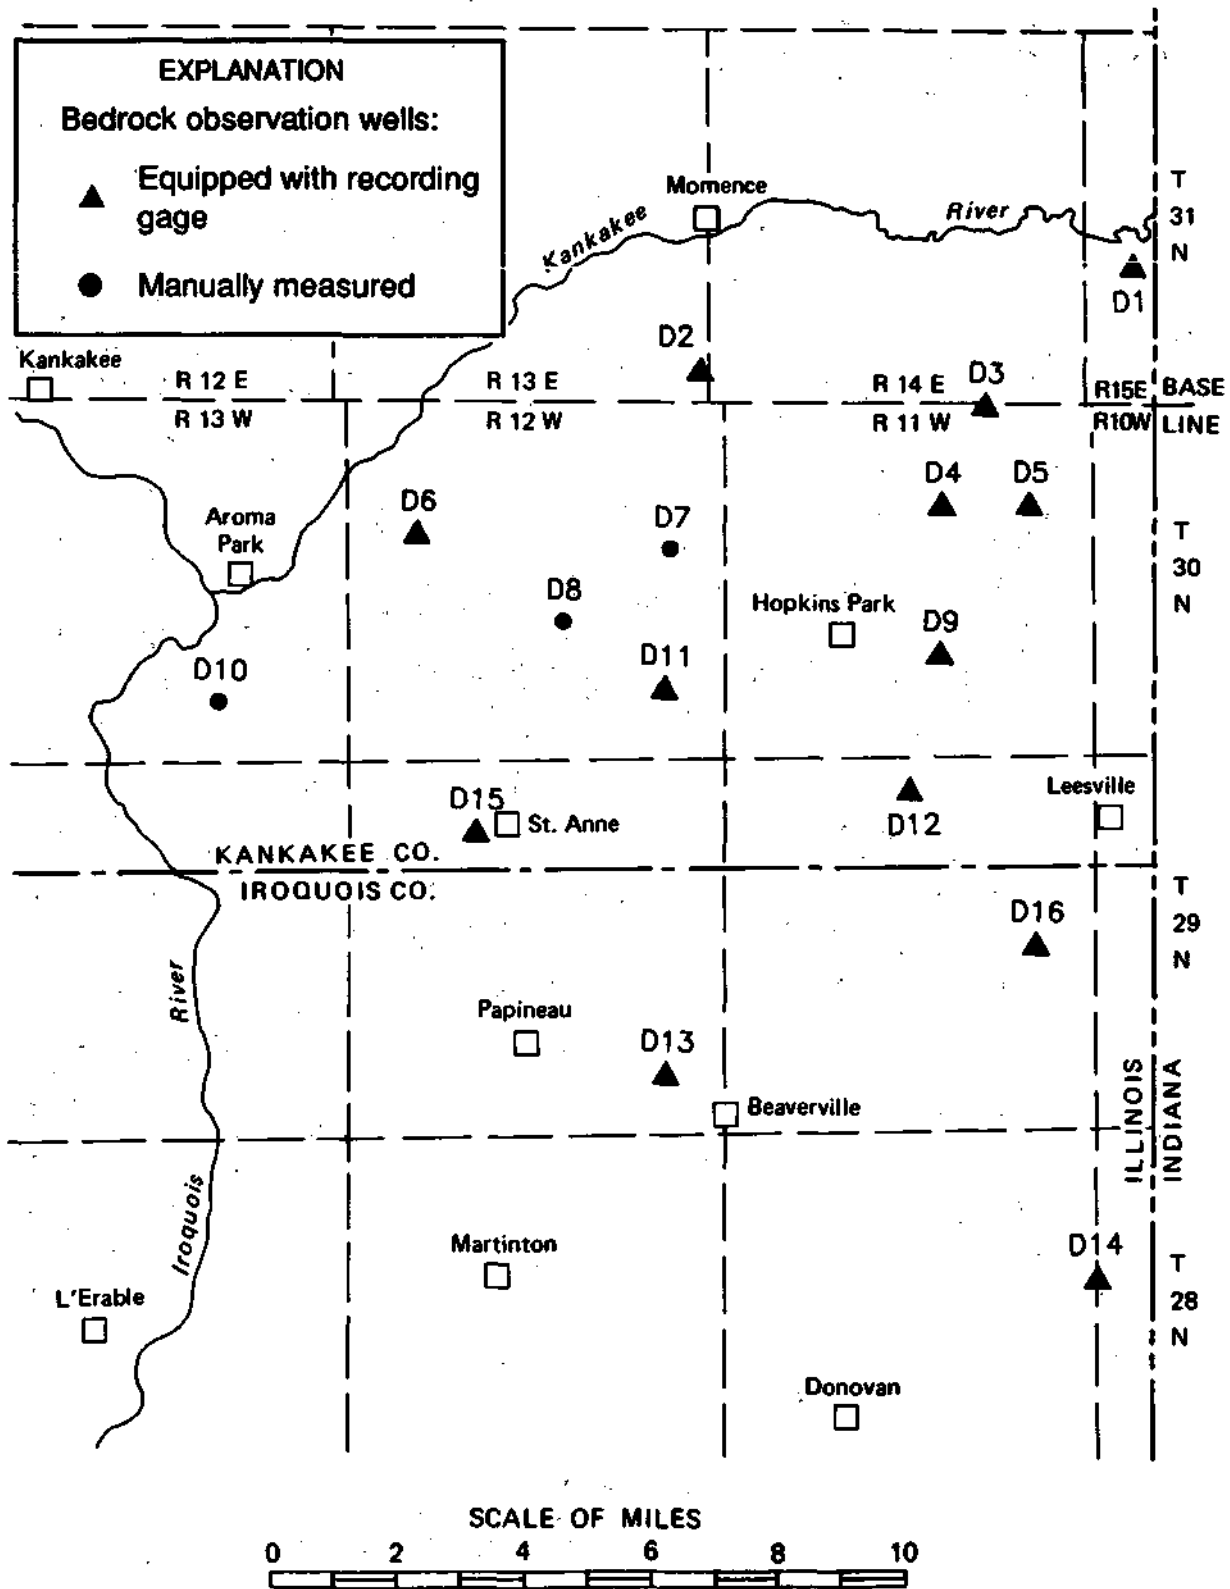 EXPLANATION
Bedrock observation wells:
Equipped with recording
gage
Manually measured
Momence
Kankakee
River
T
31
N
D1
D2
D3
Kankakee
R 12 E
R 13 E
R 14 E
R15E
BASE
R 13 W
R 12 W
R 11 W
R10W
LINE
D4
D5
D6
D7
Aroma
Park
T
30
N
D8
Hopkins Park
D9
D10
D11
Leesville
D12
D15
St. Anne
KANKAKEE CO.
IROQUOIS CO.
T
29
N
D16
River
Papineau
D13
Beaverville
ILLINOIS
INDIANA
Iroquois
Martinton
D14
T
28
N
L'Erable
Donovan
SCALE OF MILES
0 2 4 6 8 10